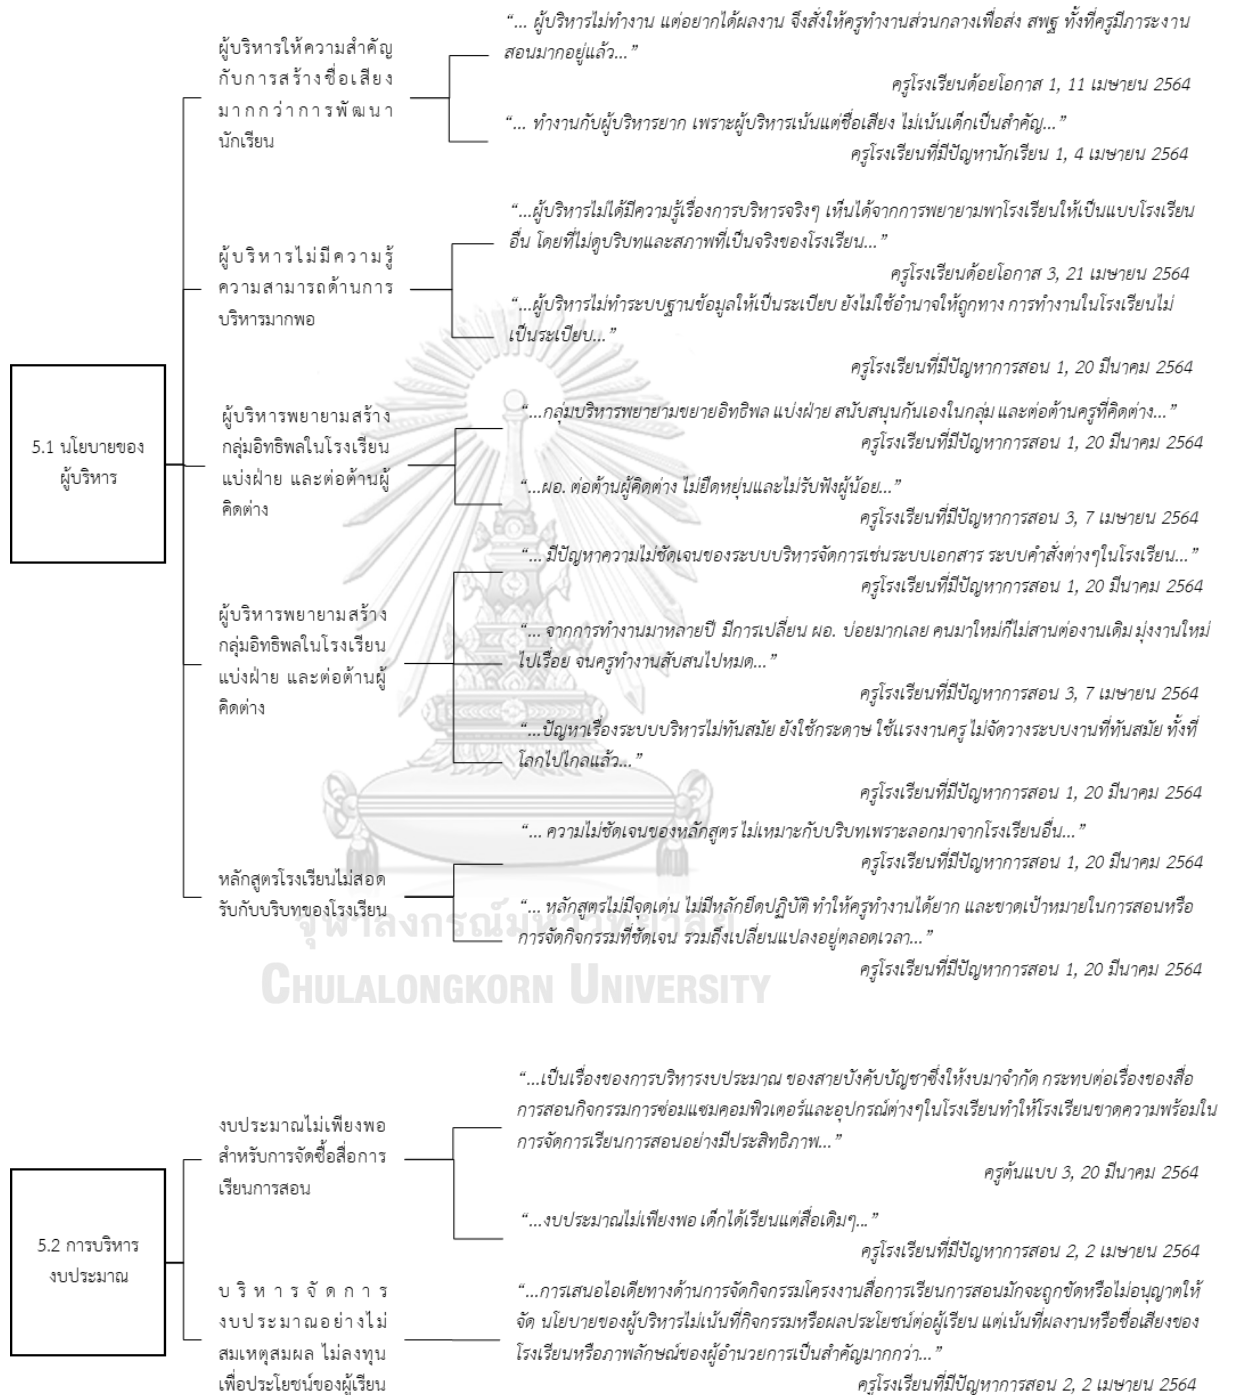 ผู้บริหารให้ความสำคัญ
กับการสร้างชื่อเสียง
มากกว่าการพัฒนา
นักเรียน
“... ผู้บริหารไม่ทำงาน แต่อยากได้ผลงาน จึงสั่งให้ครูทำงานส่วนกลางเพื่อส่ง สพฐ ทั้งที่ครูมีภาระงาน
สอนมากอยู่แล้ว...”
ครูโรงเรียนด้อยโอกาส 1, 11 เมษายน 2564
“... ทำงานกับผู้บริหารยาก เพราะผู้บริหารเน้นแต่ชื่อเสียง ไม่เน้นเด็กเป็นสำคัญ...”
ครูโรงเรียนที่มีปัญหานักเรียน 1, 4 เมษายน 2564
ผู้บริหารไม่มีความรู้
ความสามารถด้านการ
บริหารมากพอ
“...ผู้บริหารไม่ได้มีความรู้เรื่องการบริหารจริงๆ เห็นได้จากการพยายามพาโรงเรียนให้เป็นแบบโรงเรียน
อื่น โดยที่ไม่ดูบริบทและสภาพที่เป็นจริงของโรงเรียน...”
ครูโรงเรียนด้อยโอกาส 3, 21 เมษายน 2564
“...ผู้บริหารไม่ทำระบบฐานข้อมูลให้เป็นระเบียบ ยังไม่ใช้อำนาจให้ถูกทาง การทำงานในโรงเรียนไม่
เป็นระเบียบ...”
ครูโรงเรียนที่มีปัญหาการสอน 1, 20 มีนาคม 2564
5.1 นโยบายของ
ผู้บริหาร
ผู้บริหารพยายามสร้าง
กลุ่มอิทธิพลในโรงเรียน
แบ่งฝ่าย และต่อต้านผู้
คิดต่าง
“...กลุ่มบริหารพยายามขยายอิทธิพล แบ่งฝ่าย สนับสนุนกันเองในกลุ่ม และต่อต้านครูที่คิดต่าง...”
ครูโรงเรียนที่มีปัญหาการสอน 1, 20 มีนาคม 2564
“...ผอ. ต่อต้านผู้คิดต่าง ไม่ยืดหยุ่นและไม่รับฟังผู้น้อย...”
ครูโรงเรียนที่มีปัญหาการสอน 3, 7 เมษายน 2564
ผู้บริหารพยายามสร้าง
กลุ่มอิทธิพลในโรงเรียน
แบ่งฝ่าย และต่อต้านผู้
คิดต่าง
“... มีปัญหาความไม่ชัดเจนของระบบบริหารจัดการเช่นระบบเอกสาร ระบบคำสั่งต่างๆในโรงเรียน...”
ครูโรงเรียนที่มีปัญหาการสอน 1, 20 มีนาคม 2564
“... จากการทำงานมาหลายปี มีการเปลี่ยน ผอ. บ่อยมากเลย คนมาใหม่ก็ไม่สานต่องานเดิม มุ่งงานใหม่
ไปเรื่อย จนครูทำงานสับสนไปหมด...”
ครูโรงเรียนที่มีปัญหาการสอน 3, 7 เมษายน 2564
“...ปัญหาเรื่องระบบบริหารไม่ทันสมัย ยังใช้กระดาษ ใช้แรงงานครู ไม่จัดวางระบบงานที่ทันสมัย ทั้งที่
โลกไปไกลแล้ว...”
ครูโรงเรียนที่มีปัญหาการสอน 1, 20 มีนาคม 2564
หลักสูตรโรงเรียนไม่สอด
รับกับบริบทของโรงเรียน
“... ความไม่ชัดเจนของหลักสูตร ไม่เหมาะกับบริบทเพราะลอกมาจากโรงเรียนอื่น...”
ครูโรงเรียนที่มีปัญหาการสอน 1, 20 มีนาคม 2564
“... หลักสูตรไม่มีจุดเด่น ไม่มีหลักยึดปฏิบัติ ทำให้ครูทำงานได้ยาก และขาดเป้าหมายในการสอนหรือ
การจัดกิจกรรมที่ชัดเจน รวมถึงเปลี่ยนแปลงอยู่ตลอดเวลา...”
ครูโรงเรียนที่มีปัญหาการสอน 1, 20 มีนาคม 2564
จุฬาลงกรณ์มหาวิทยาลัย
CHULALONGKORN UNIVERSITY
5.2 การบริหาร
งบประมาณ
งบประมาณไม่เพียงพอ
สำหรับการจัดซื้อสื่อการ
เรียนการสอน
“...เป็นเรื่องของการบริหารงบประมาณ ของสายบังคับบัญชาซึ่งให้งบมาจำกัด กระทบต่อเรื่องของสื่อ
การสอนกิจกรรมการซ่อมแซมคอมพิวเตอร์และอุปกรณ์ต่างๆในโรงเรียนทำให้โรงเรียนขาดความพร้อมใน
การจัดการเรียนการสอนอย่างมีประสิทธิภาพ...”
ครูต้นแบบ 3, 20 มีนาคม 2564
“...งบประมาณไม่เพียงพอ เด็กได้เรียนแต่สื่อเดิมๆ...”
ครูโรงเรียนที่มีปัญหาการสอน 2, 2 เมษายน 2564
บริหารจัดการ
งบประมาณอย่างไม่
สมเหตุสมผล ไม่ลงทุน
เพื่อประโยชน์ของผู้เรียน
“...การเสนอไอเดียทางด้านการจัดกิจกรรมโครงงานสื่อการเรียนการสอนมักจะถูกขัดหรือไม่อนุญาตให้
จัด นโยบายของผู้บริหารไม่เน้นที่กิจกรรมหรือผลประโยชน์ต่อผู้เรียน แต่เน้นที่ผลงานหรือชื่อเสียงของ
โรงเรียนหรือภาพลักษณ์ของผู้อำนวยการเป็นสำคัญมากกว่า...”
ครูโรงเรียนที่มีปัญหาการสอน 2, 2 เมษายน 2564